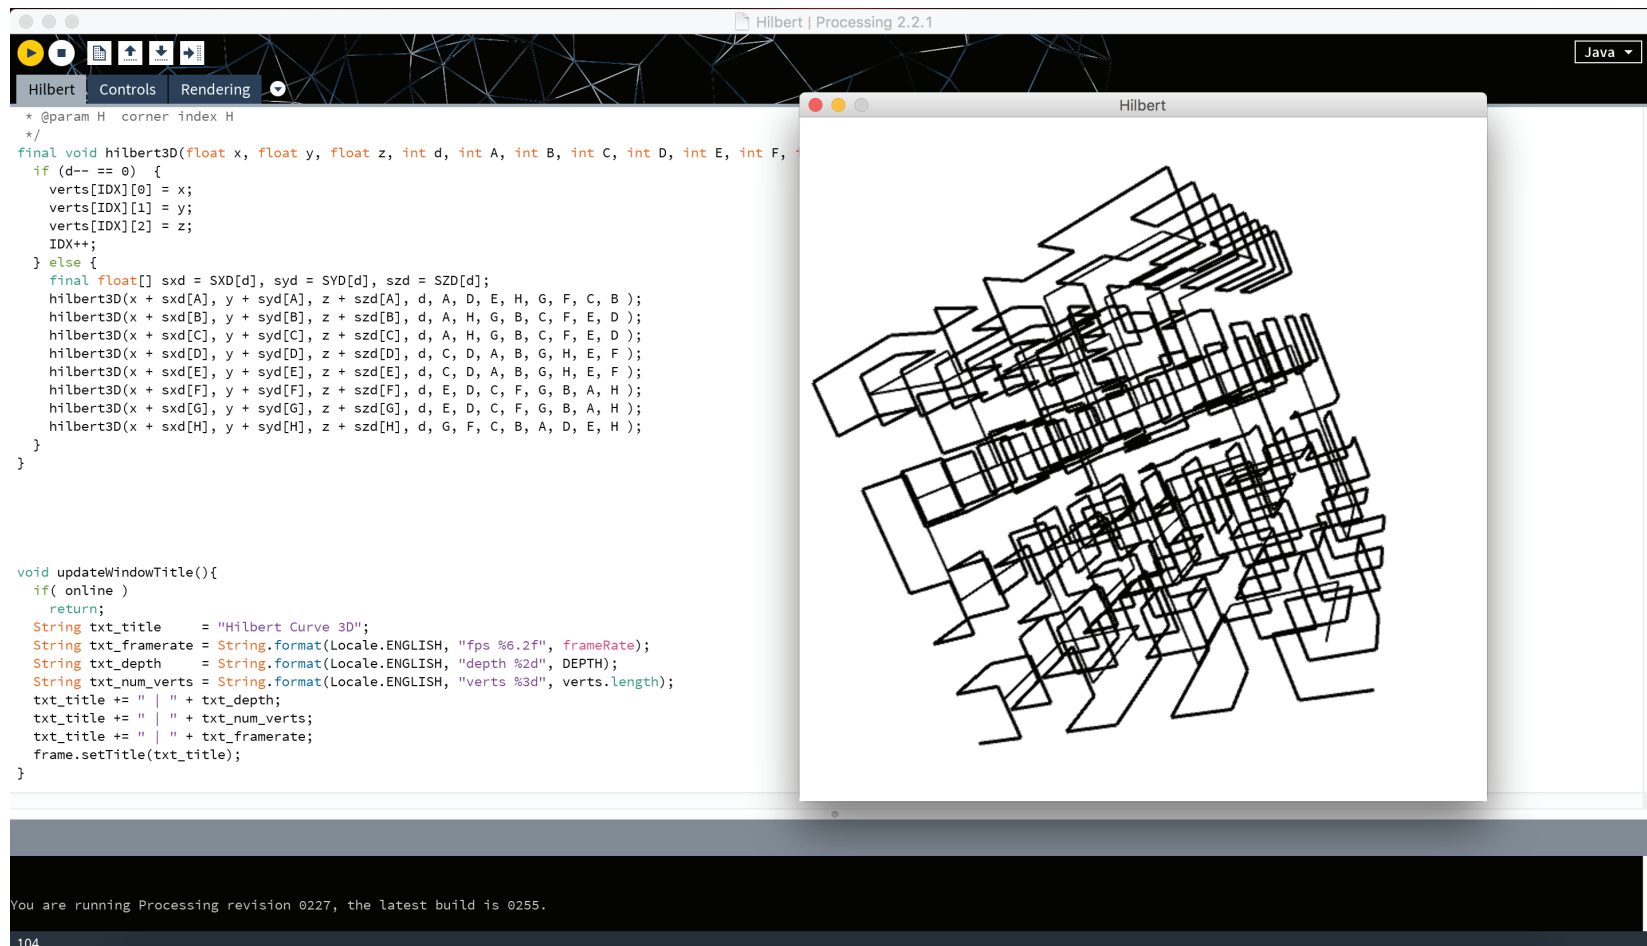 Hilbert | Processing 2.2.1
Java
Hilbert Controls Rendering
Hilbert
* @param H  corner index H
*/
final void hilbert3D(float x, float y, float z, int d, int A, int B, int C, int D, int E, int F,
if (d-- == 0)  {
verts[IDX][0] = x;
verts[IDX][1] = y;
verts[IDX][2] = z;
IDX++;
} else {
final float[] sxd = SXD[d], syd = SYD[d], szd = SZD[d];
hilbert3D(x + sxd[A], y + syd[A], z + szd[A], d, A, D, E, H, G, F, C, B );
hilbert3D(x + sxd[B], y + syd[B], z + szd[B], d, A, H, G, B, C, F, E, D );
hilbert3D(x + sxd[C], y + syd[C], z + szd[C], d, A, H, G, B, C, F, E, D );
hilbert3D(x + sxd[D], y + syd[D], z + szd[D], d, C, D, A, B, G, H, E, F );
hilbert3D(x + sxd[E], y + syd[E], z + szd[E], d, C, D, A, B, G, H, E, F );
hilbert3D(x + sxd[F], y + syd[F], z + szd[F], d, E, D, C, F, G, B, A, H );
hilbert3D(x + sxd[G], y + syd[G], z + szd[G], d, E, D, C, F, G, B, A, H );
hilbert3D(x + sxd[H], y + syd[H], z + szd[H], d, G, F, C, B, A, D, E, H );
}
}
void updateWindowTitle(){
if( online )
return;
String txt_title     = "Hilbert Curve 3D";
String txt_framerate = String.format(Locale.ENGLISH, "fps %6.2f", frameRate);
String txt_depth     = String.format(Locale.ENGLISH, "depth %2d", DEPTH);
String txt_num_verts = String.format(Locale.ENGLISH, "verts %3d", verts.length);
txt_title += " | " + txt_depth;
txt_title += " | " + txt_num_verts;
txt_title += " | " + txt_framerate;
frame.setTitle(txt_title);
}
You are running Processing revision 0227, the latest build is 0255.
104